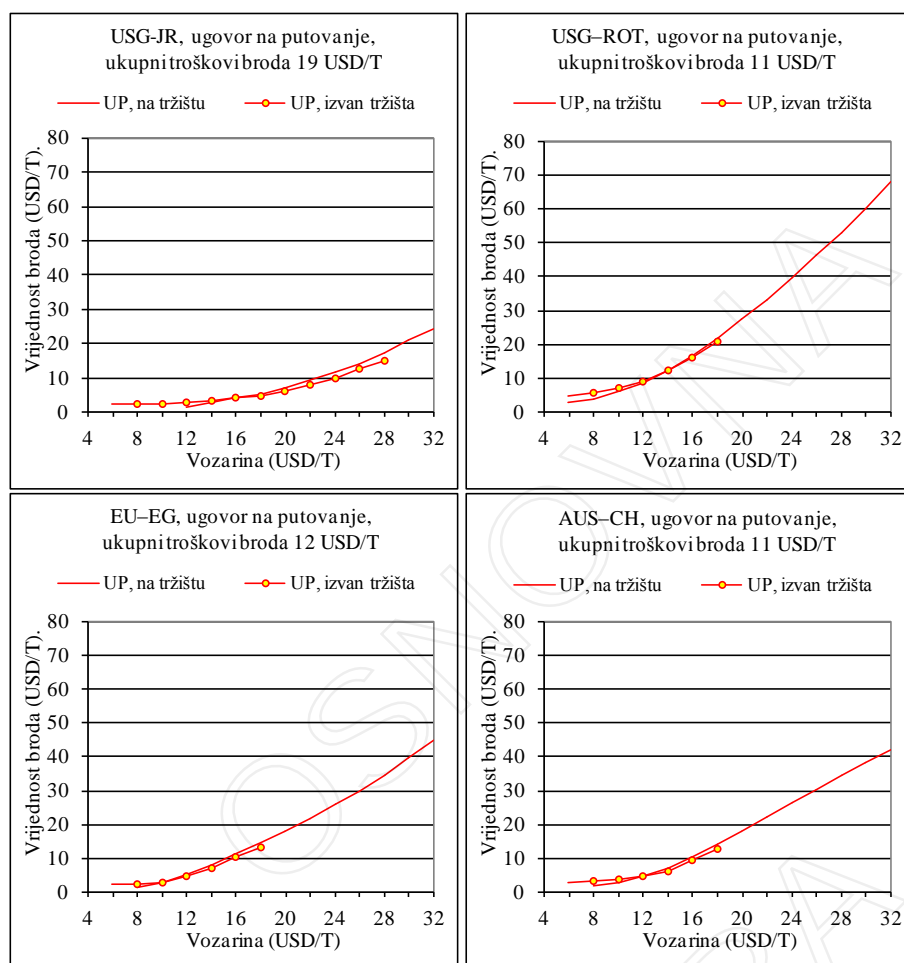 USG-JR, ugovor na putovanje,
ukupni troškovi broda 19 USD/T
UP, na tržištu
UP, izvan tržišta
Vrijednost broda (USD/T).
80
70
60
50
40
30
20
10
0
4 8 12 16 20 24 28 32
Vozarina (USD/T)
USG–ROT, ugovor na putovanje,
ukupni troškovi broda 11 USD/T
UP, na tržištu
UP, izvan tržišta
Vrijednost broda (USD/T).
80
70
60
50
40
30
20
10
0
4 8 12 16 20 24 28 32
Vozarina (USD/T)
EU–EG, ugovor na putovanje,
ukupni troškovi broda 12 USD/T
UP, na tržištu
UP, izvan tržišta
Vrijednost broda (USD/T).
80
70
60
50
40
30
20
10
0
4 8 12 16 20 24 28 32
Vozarina (USD/T)
AUS–CH, ugovor na putovanje,
ukupni troškovi broda 11 USD/T
UP, na tržištu
UP, izvan tržišta
Vrijednost broda (USD/T).
80
70
60
50
40
30
20
10
0
4 8 12 16 20 24 28 32
Vozarina (USD/T)
OSNOVNA